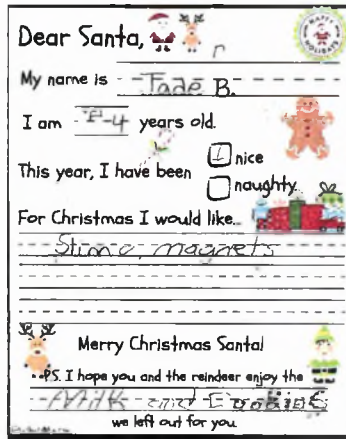 HAPPY HOLIDAYS
Dear Santa,
My name is Jade B.
I am 4 years old.
This year, I have been nice
naughty.
For Christmas I would like...
magnets
Merry Christmas Santa!
P.S. I hope you and the reindeer enjoy the
Milk and Cookies
we left out for you.